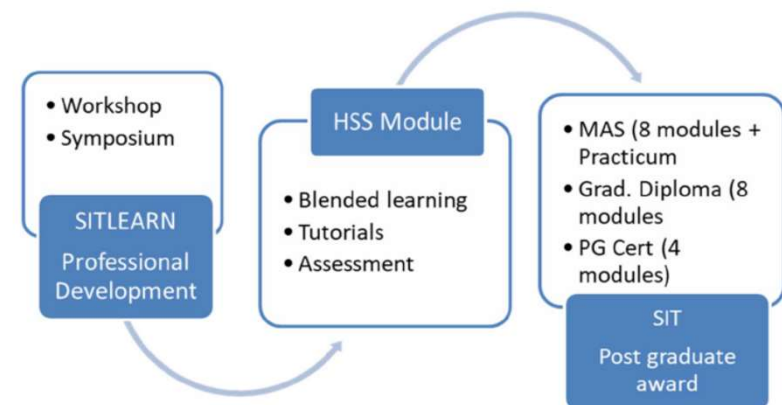 • Workshop
• Symposium
SITLEARN
Professional
Development
HSS Module
• Blended learning
• Tutorials
• Assessment
• MAS (8 modules +
Practicum
• Grad. Diploma (8
modules
• PG Cert (4
modules)
SIT
Post graduate
award